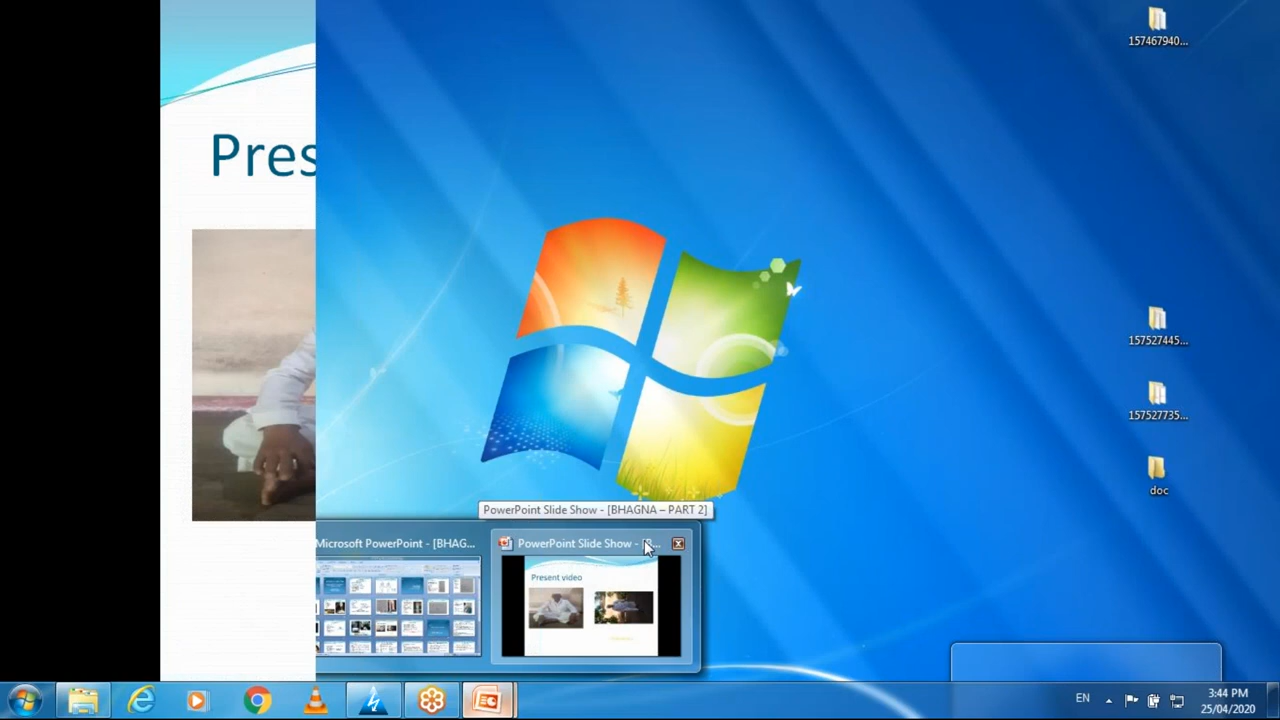 157467940...
Pres
157527445...
157527735...
doc
PowerPoint Slide Show - [BHAGNA – PART 2]
Microsoft PowerPoint - [BHAG...
PowerPoint Slide Show - [B...
Present video
EN
3:44 PM
25/04/2020